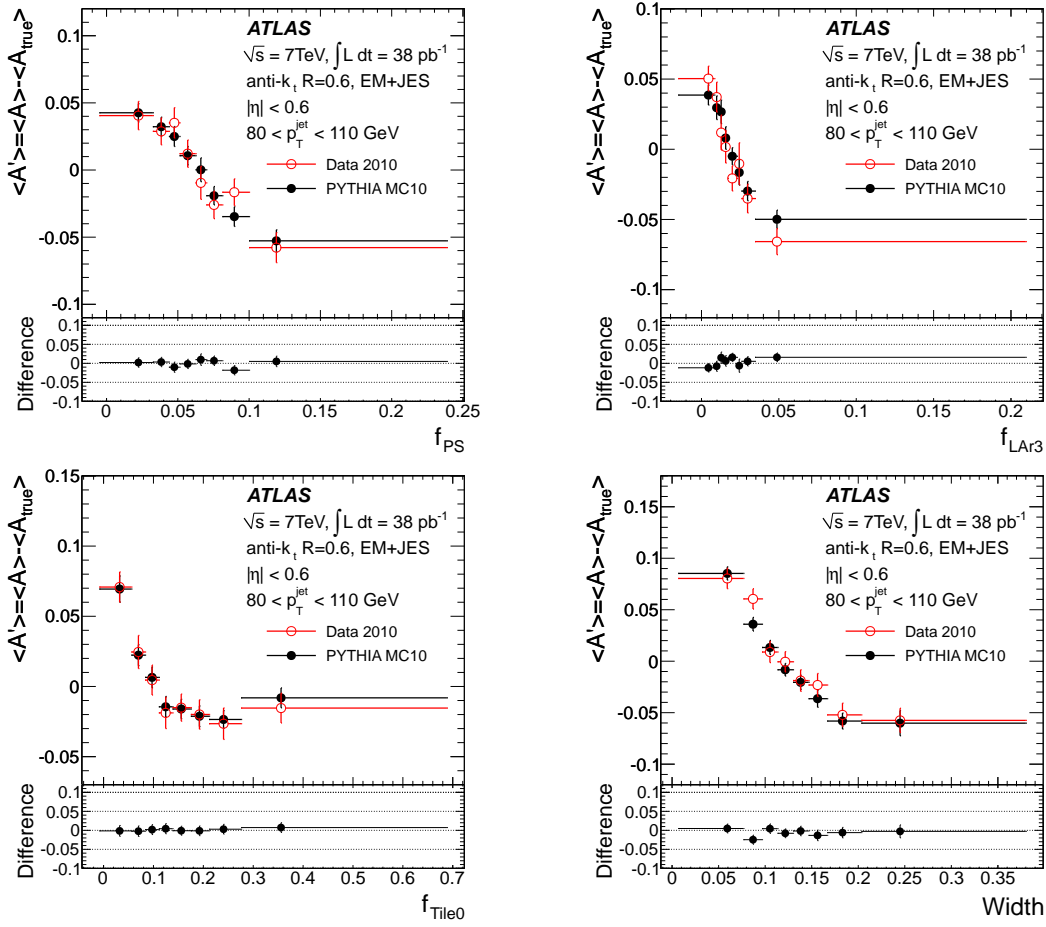 <A'>=<A>-<A_true>
0.1
0.05
0
-0.05
-0.1
ATLAS
√s = 7TeV, ∫L dt = 38 pb⁻¹
anti-k_t R=0.6, EM+JES
|η| < 0.6
80 < p_T^jet < 110 GeV
Data 2010
PYTHIA MC10
Difference
0.1
0.05
0
-0.05
-0.1
0 0.05 0.1 0.15 0.2 0.25
f_PS
<A'>=<A>-<A_true>
0.1
0.05
0
-0.05
-0.1
ATLAS
√s = 7TeV, ∫L dt = 38 pb⁻¹
anti-k_t R=0.6, EM+JES
|η| < 0.6
80 < p_T^jet < 110 GeV
Data 2010
PYTHIA MC10
Difference
0.1
0.05
0
-0.05
-0.1
0 0.05 0.1 0.15 0.2
f_LAr3
<A'>=<A>-<A_true>
0.15
0.1
0.05
0
-0.05
ATLAS
√s = 7TeV, ∫L dt = 38 pb⁻¹
anti-k_t R=0.6, EM+JES
|η| < 0.6
80 < p_T^jet < 110 GeV
Data 2010
PYTHIA MC10
Difference
0.1
0.05
0
-0.05
-0.1
0 0.1 0.2 0.3 0.4 0.5 0.6 0.7
f_Tile0
<A'>=<A>-<A_true>
0.15
0.1
0.05
0
-0.05
-0.1
ATLAS
√s = 7TeV, ∫L dt = 38 pb⁻¹
anti-k_t R=0.6, EM+JES
|η| < 0.6
80 < p_T^jet < 110 GeV
Data 2010
PYTHIA MC10
Difference
0.1
0.05
0
-0.05
-0.1
0 0.05 0.10 0.15 0.20 0.25 0.30 0.35
Width